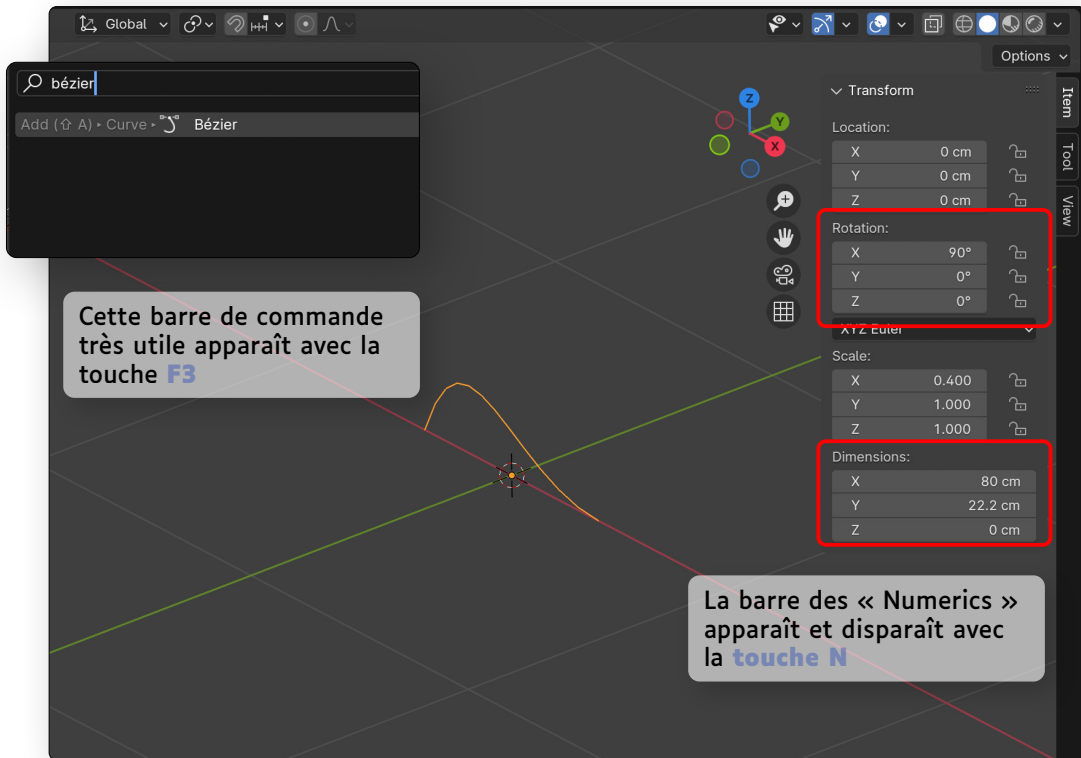 Global
Options
bézier
Add (⇧ A) ▸ Curve ▸ Bézier
Cette barre de commande
très utile apparaît avec la
touche F3
Z
Y
X
Transform
Location:
X 0 cm
Y 0 cm
Z 0 cm
Rotation:
X 90°
Y 0°
Z 0°
XYZ Euler
Scale:
X 0.400
Y 1.000
Z 1.000
Dimensions:
X 80 cm
Y 22.2 cm
Z 0 cm
Item
Tool
View
La barre des « Numerics »
apparaît et disparaît avec
la touche N